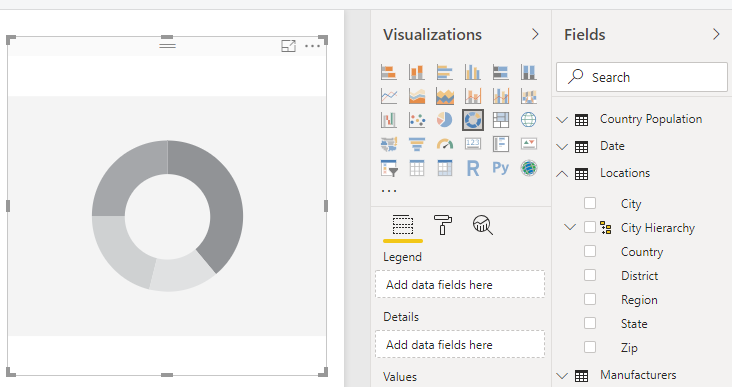 Visualizations
Fields
Search
123
R
Py
Legend
Add data fields here
Details
Add data fields here
Values
Country Population
Date
Locations
City
City Hierarchy
Country
District
Region
State
Zip
Manufacturers